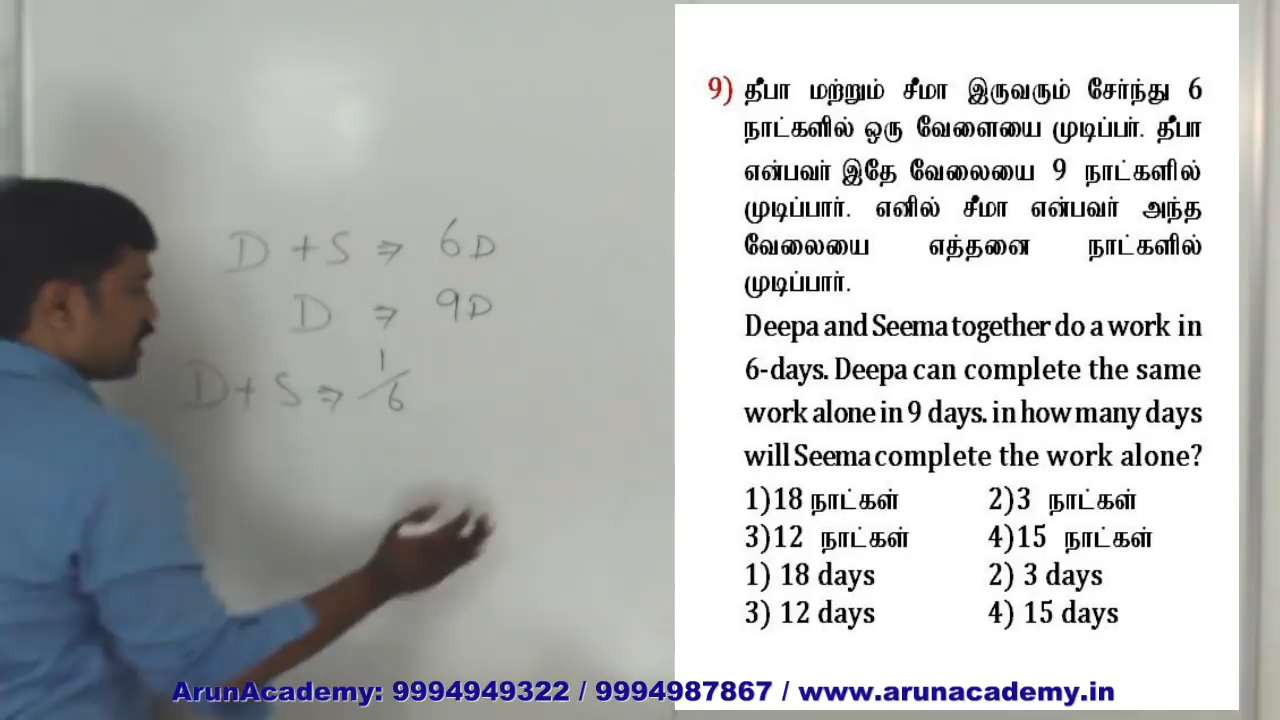 D + S ⇒ 6D
D ⇒ 9D
D + S ⇒ 1/6
9) தீபா மற்றும் சீமா இருவரும் சேர்ந்து 6
நாட்களில் ஒரு வேளையை முடிப்பர். தீபா
என்பவர் இதே வேலையை 9 நாட்களில்
முடிப்பார். எனில் சீமா என்பவர் அந்த
வேலையை எத்தனை நாட்களில்
முடிப்பார்.
Deepa and Seema together do a work in
6-days. Deepa can complete the same
work alone in 9 days. in how many days
will Seema complete the work alone?
1)18 நாட்கள் 2)3 நாட்கள்
3)12 நாட்கள் 4)15 நாட்கள்
1) 18 days 2) 3 days
3) 12 days 4) 15 days
ArunAcademy: 9994949322 / 9994987867 / www.arunacademy.in